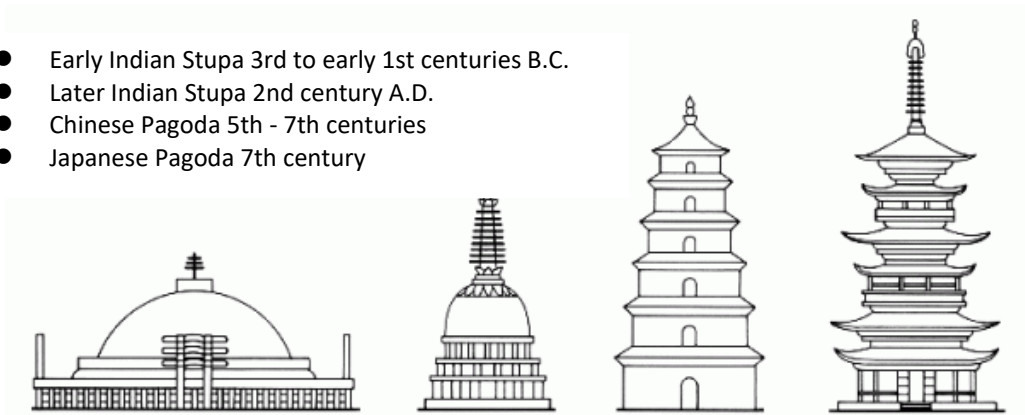 ● Early Indian Stupa 3rd to early 1st centuries B.C.
● Later Indian Stupa 2nd century A.D.
● Chinese Pagoda 5th - 7th centuries
● Japanese Pagoda 7th century